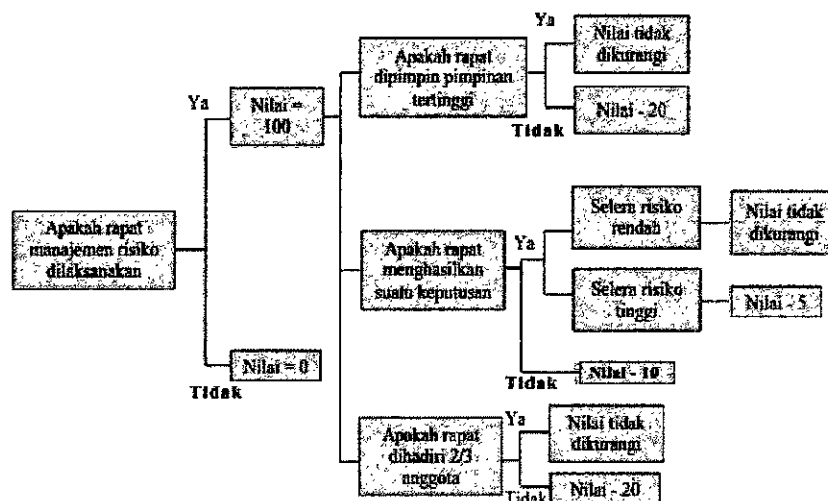 Apakah rapat
manajemen risiko
dilaksanakan
Ya
Nilai =
100
Tidak
Nilai = 0
Apakah rapat
dipimpin pimpinan
tertinggi
Ya
Nilai tidak
dikurangi
Tidak
Nilai - 20
Apakah rapat
menghasilkan
suatu keputusan
Ya
Selera risiko
rendah
Nilai tidak
dikurangi
Selera risiko
tinggi
Nilai - 5
Tidak
Nilai - 10
Apakah rapat
dihadiri 2/3
anggota
Ya
Nilai tidak
dikurangi
Tidak
Nilai - 20